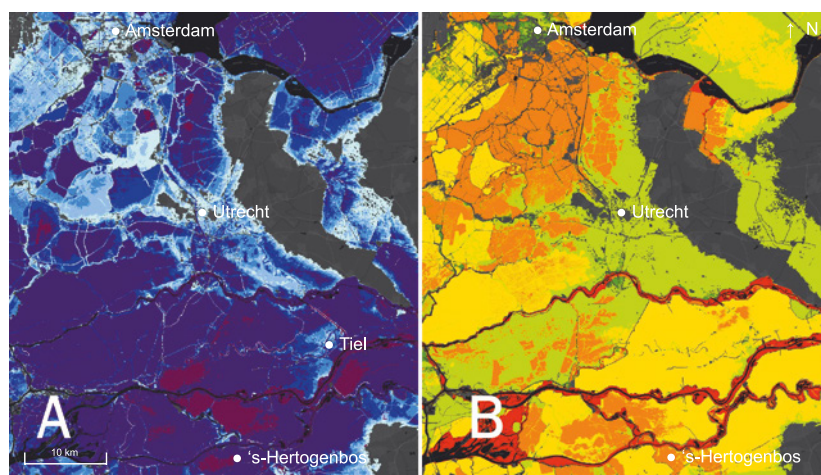 Amsterdam
Utrecht
Tiel
A
10 km
's-Hertogenbos
Amsterdam
↑ N
Utrecht
B
's-Hertogenbos